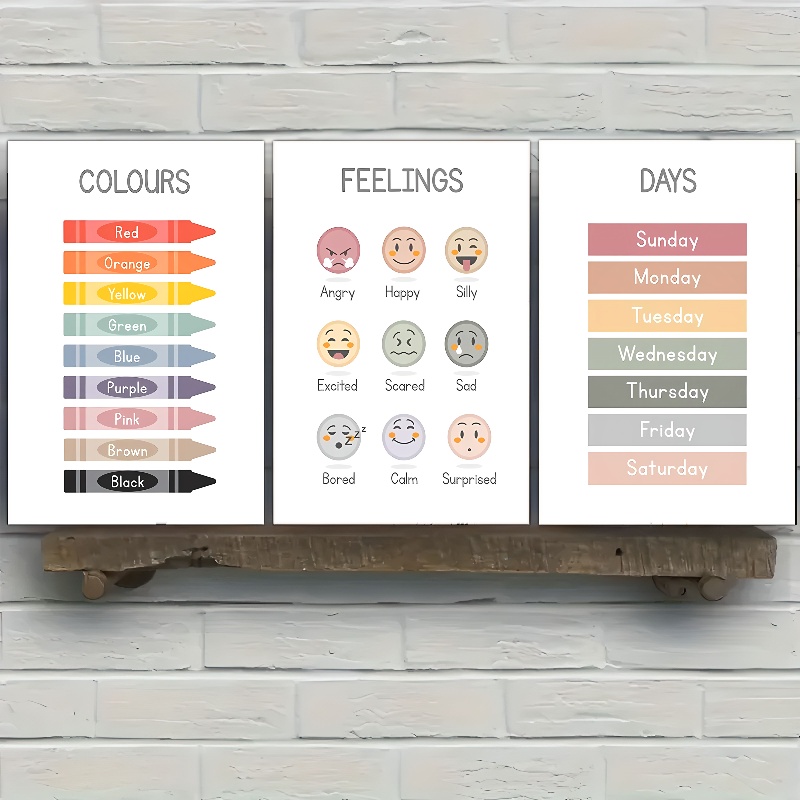 COLOURS
Red
Orange
Yellow
Green
Blue
Purple
Pink
Brown
Black
FEELINGS
Angry Happy Silly
Excited Scared Sad
zzz
Bored Calm Surprised
DAYS
Sunday
Monday
Tuesday
Wednesday
Thursday
Friday
Saturday